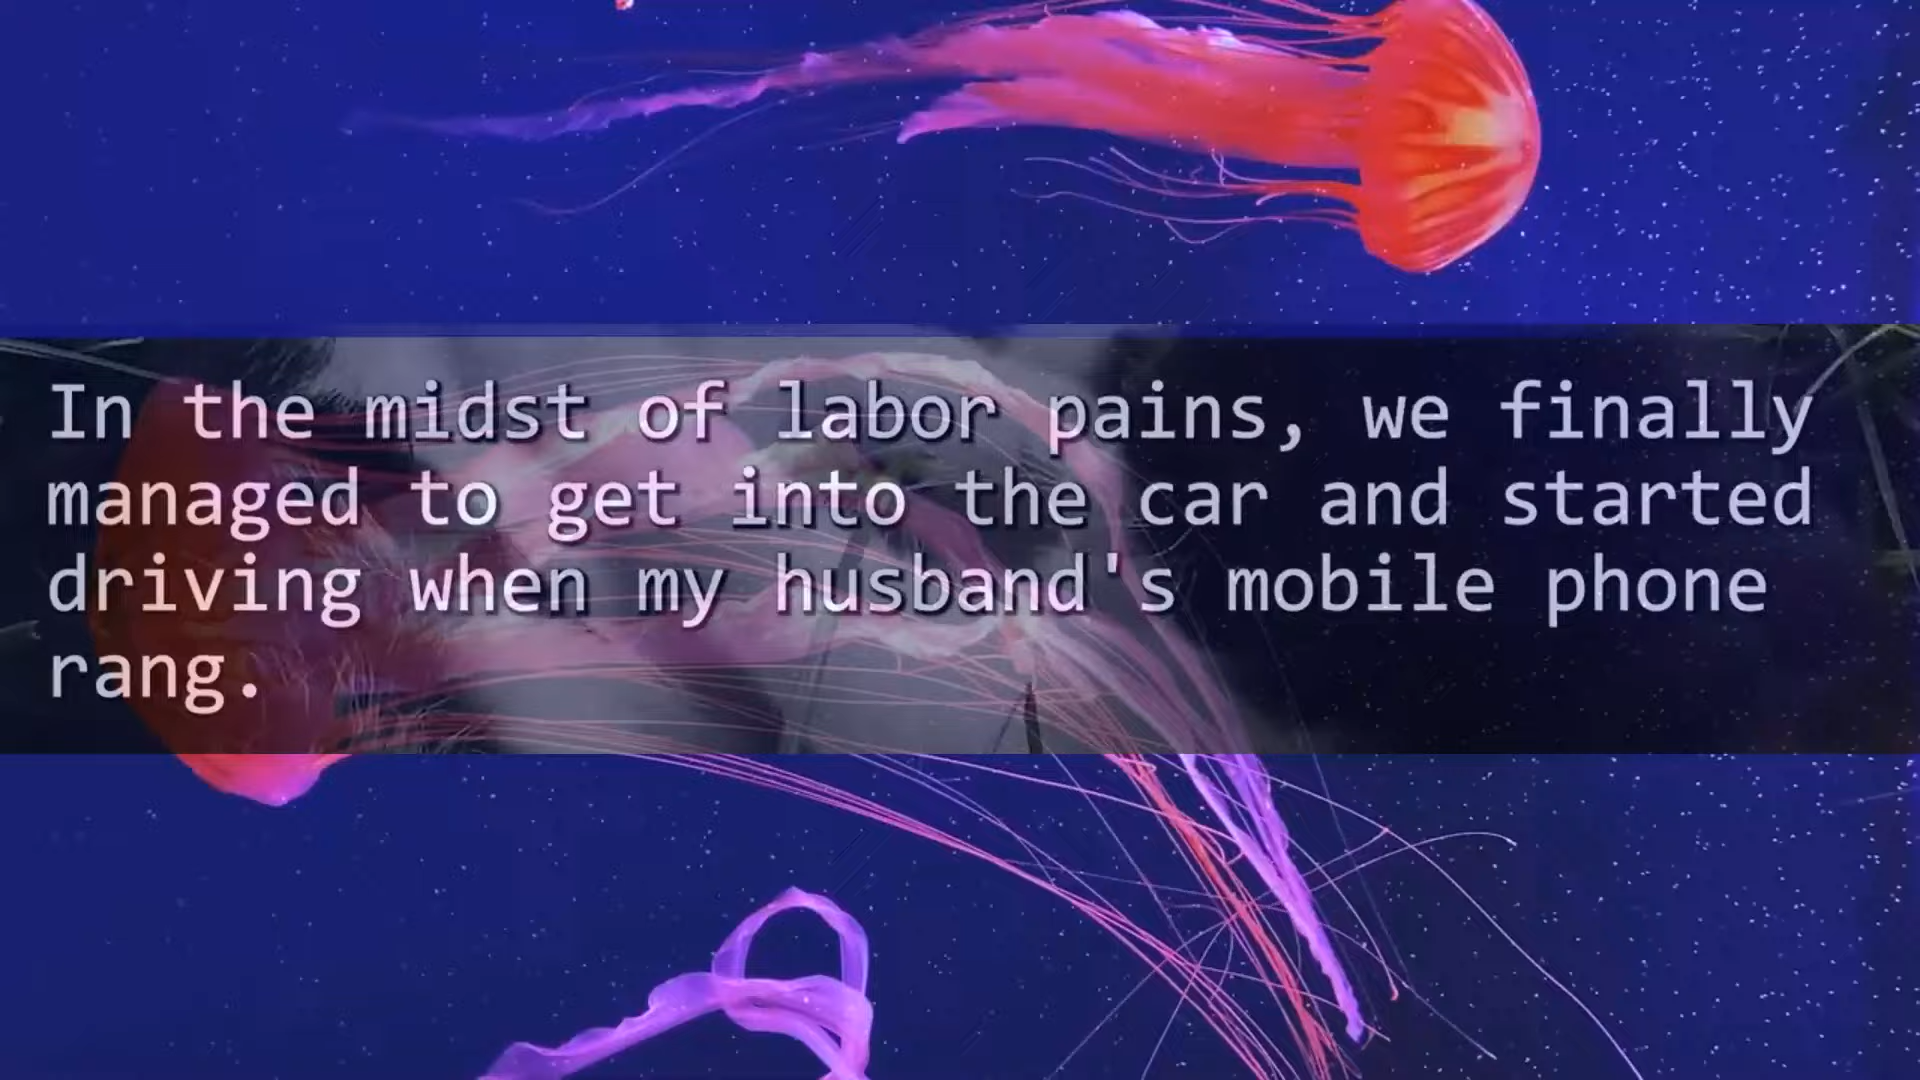 In the midst of labor pains, we finally
managed to get into the car and started
driving when my husband's mobile phone
rang.